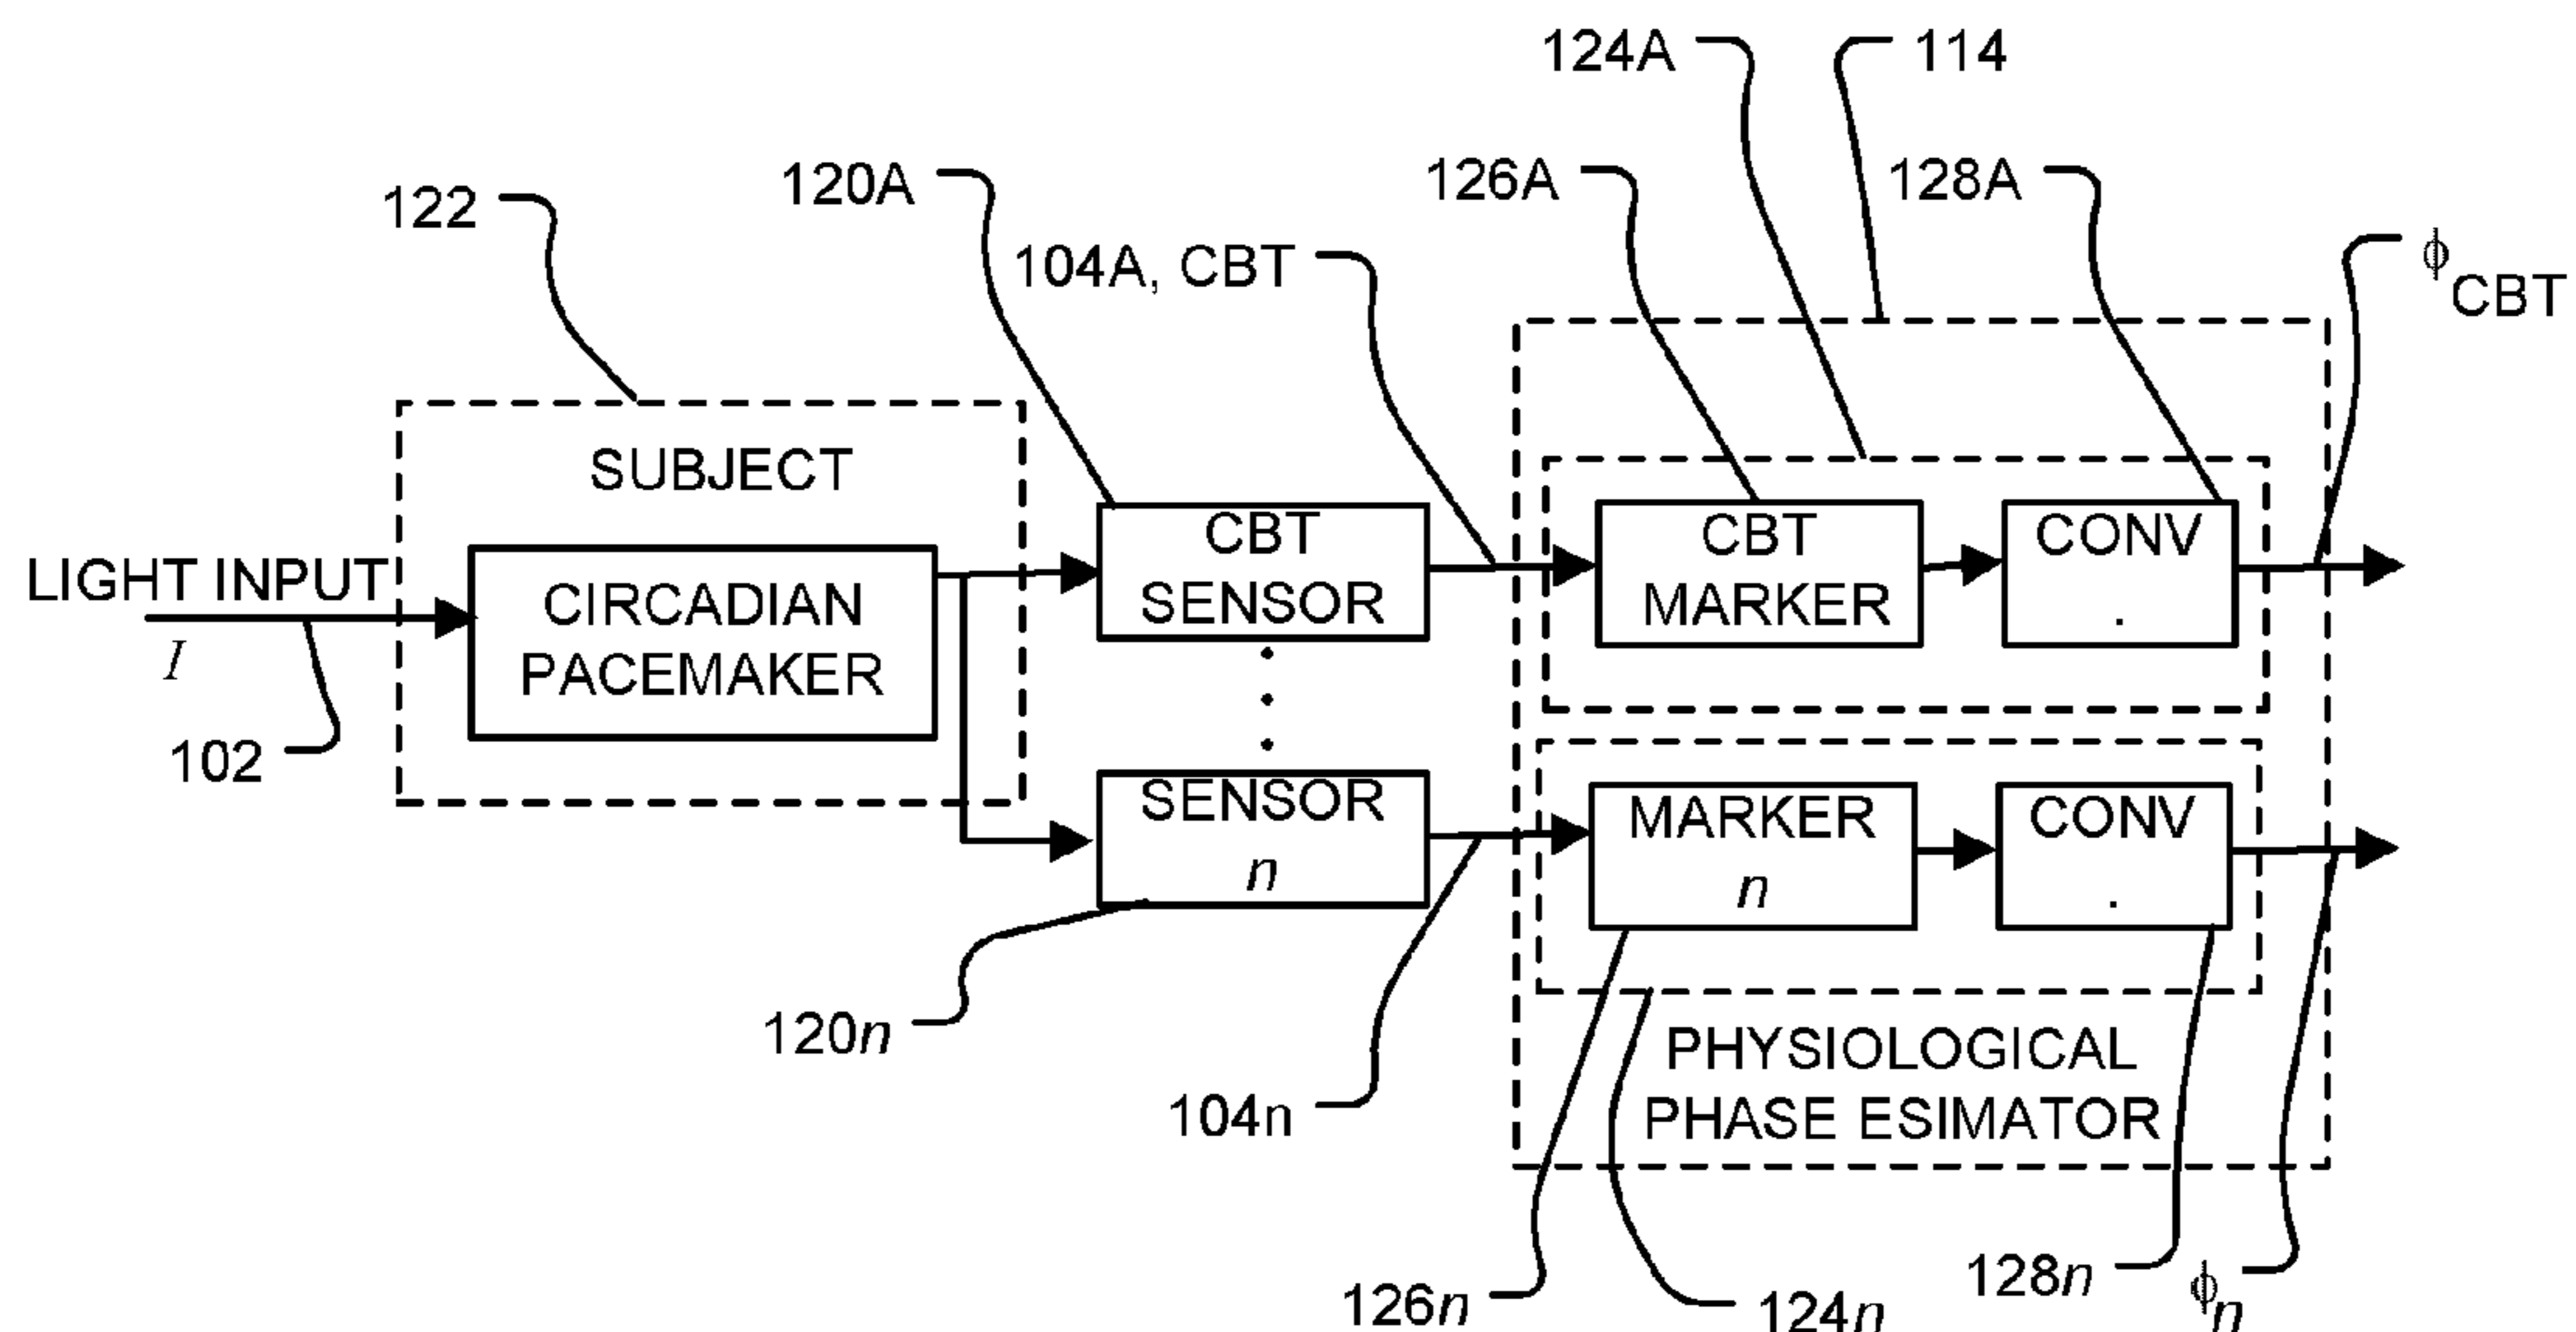 124A
114
126A
128A
120A
122
104A, CBT
ϕCBT
SUBJECT
LIGHT INPUT
I
CIRCADIAN
PACEMAKER
102
CBT
SENSOR
CBT
MARKER
CONV
.
SENSOR
n
MARKER
n
CONV
.
120n
104n
PHYSIOLOGICAL
PHASE ESIMATOR
126n
124n
128n
ϕn